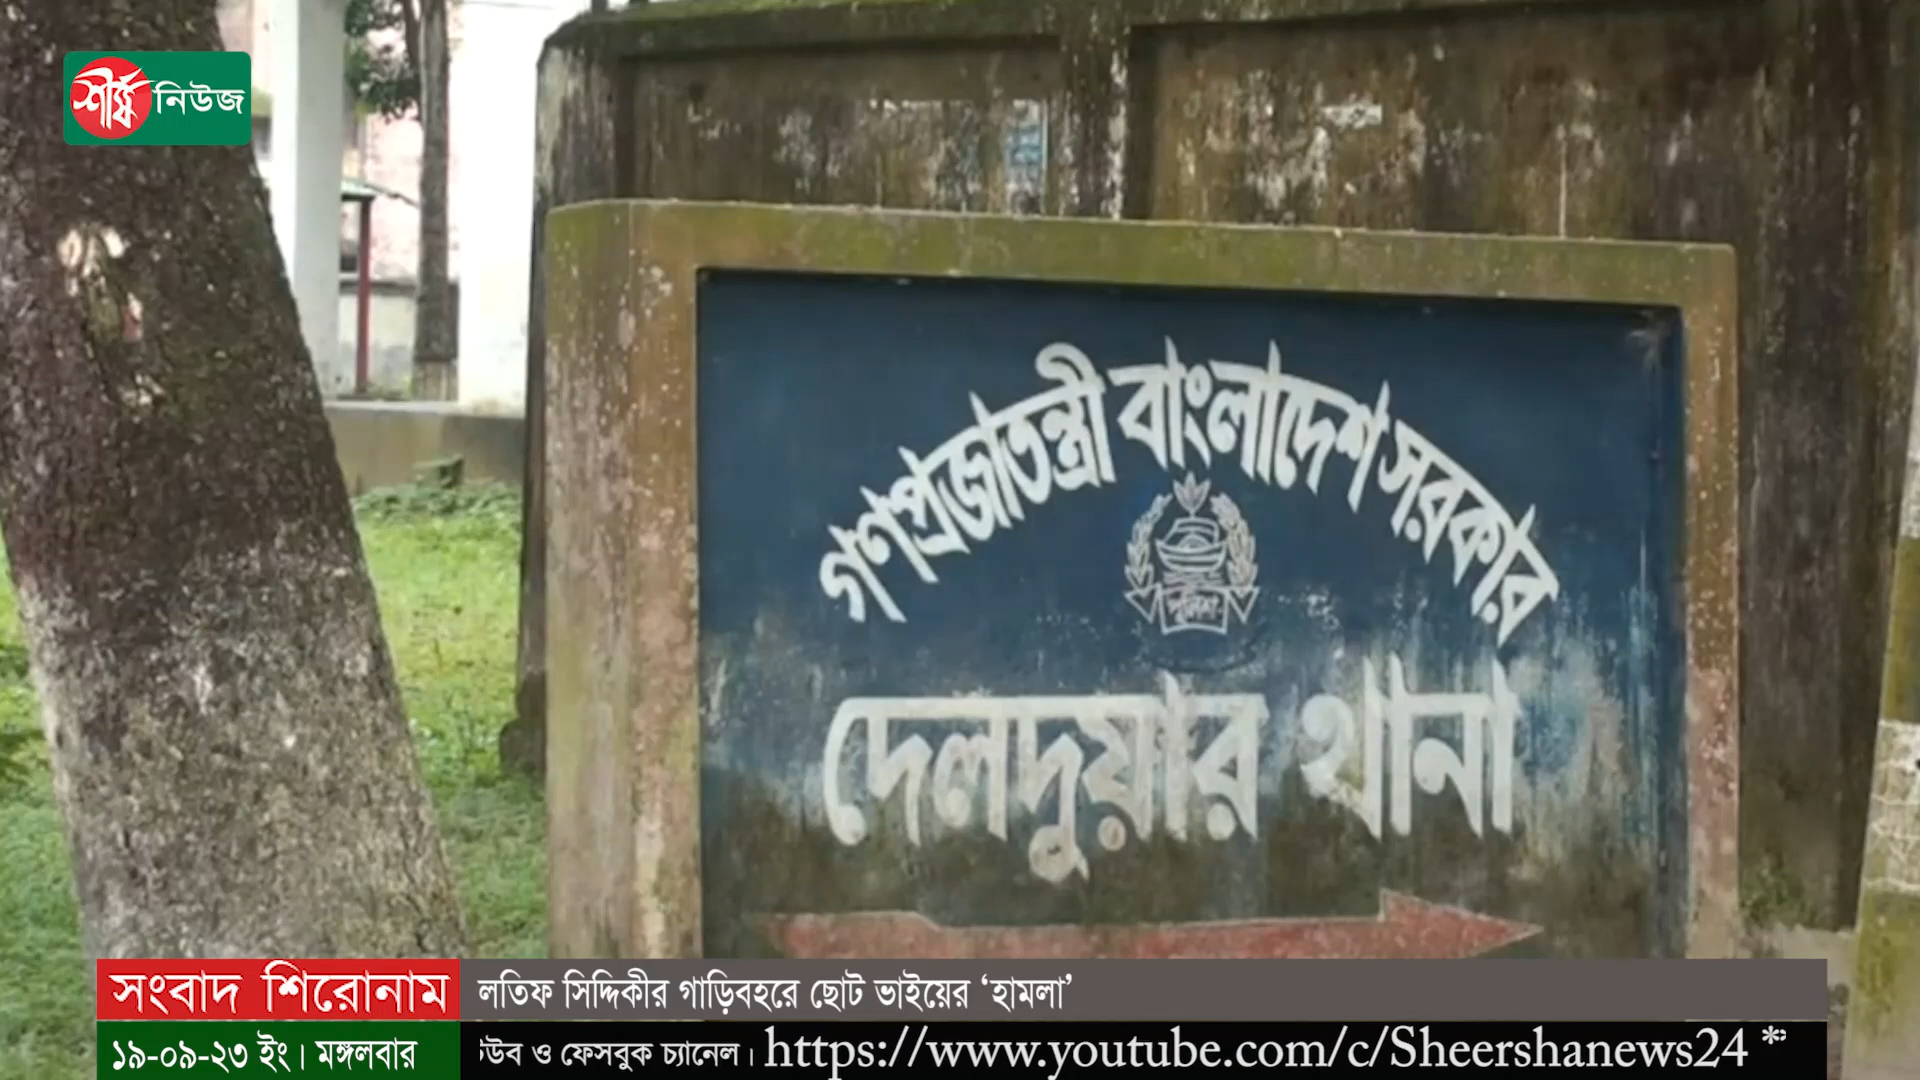 শীর্ষ নিউজ
গণপ্রজাতন্ত্রী বাংলাদেশ সরকার
পুলিশ
দেলদুয়ার থানা
সংবাদ শিরোনাম
লতিফ সিদ্দিকীর গাড়িবহরে ছোট ভাইয়ের ‘হামলা’
১৯-০৯-২৩ ইং। মঙ্গলবার
ও ফেসবুক চ্যানেল। https://www.youtube.com/c/Sheershanews24 **